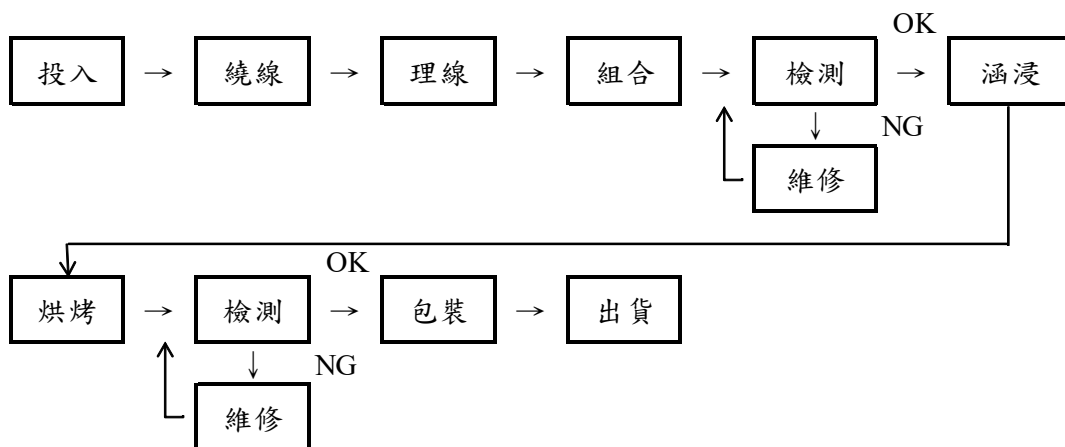 OK
投入 → 繞線 → 理線 → 組合 → 檢測 → 涵浸
↓ NG
維修
OK
烘烤 → 檢測 → 包裝 → 出貨
↓ NG
維修